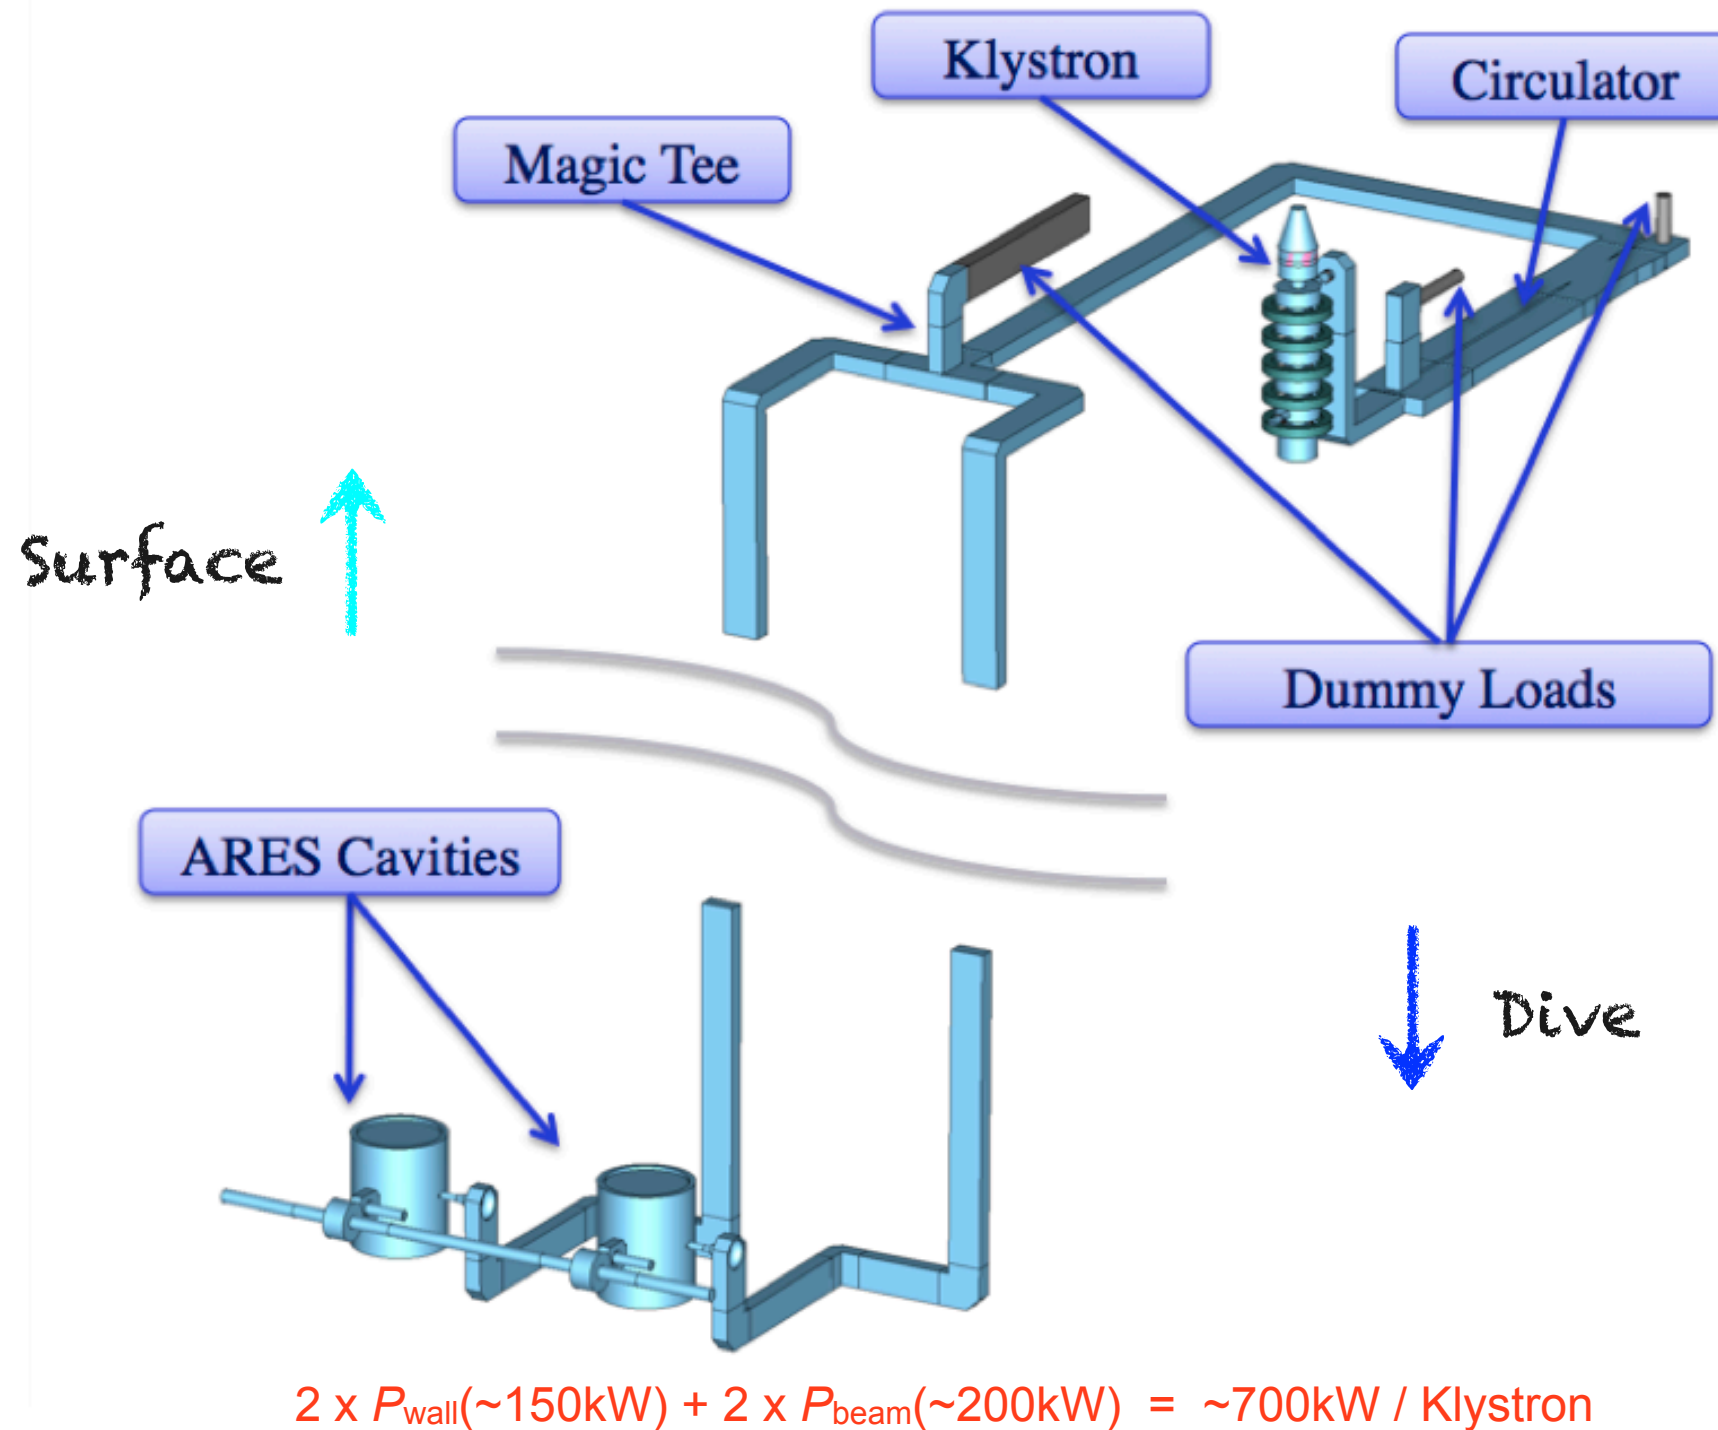 Klystron
Circulator
Magic Tee
Surface
Dummy Loads
ARES Cavities
Dive
2 x Pwall(~150kW) + 2 x Pbeam(~200kW) = ~700kW / Klystron